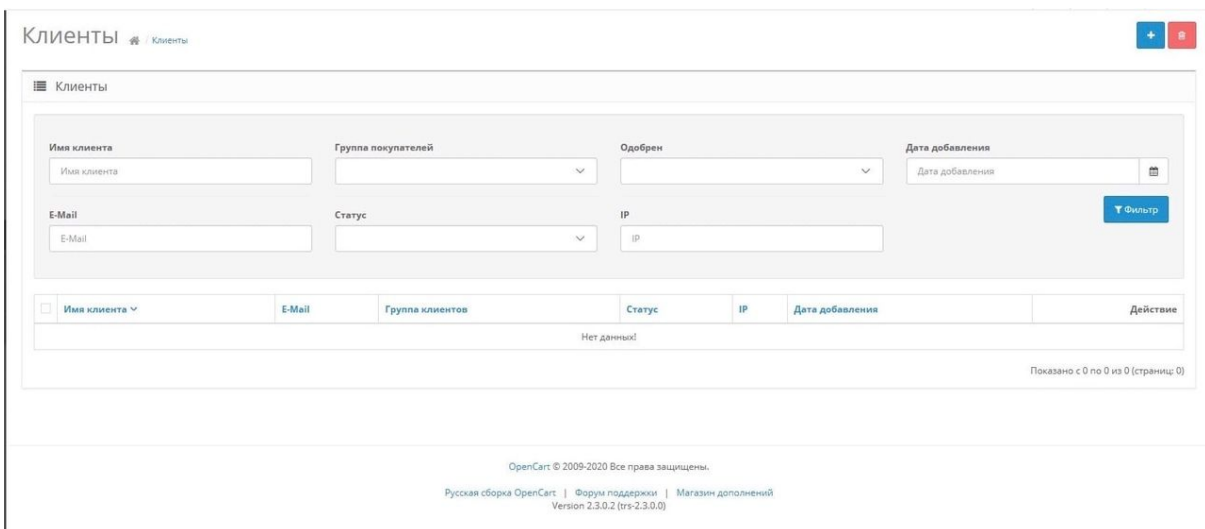 Клиенты / Клиенты
Клиенты
Имя клиента Группа покупателей Одобрен Дата добавления
Имя клиента Дата добавления
Фильтр
E-Mail Статус IP
E-Mail IP
Имя клиента E-Mail Группа клиентов Статус IP Дата добавления Действие
Нет данных!
Показано с 0 по 0 из 0 (страниц: 0)
OpenCart © 2009-2020 Все права защищены.
Русская сборка OpenCart | Форум поддержки | Магазин дополнений
Version 2.3.0.2 (trs-2.3.0.0)